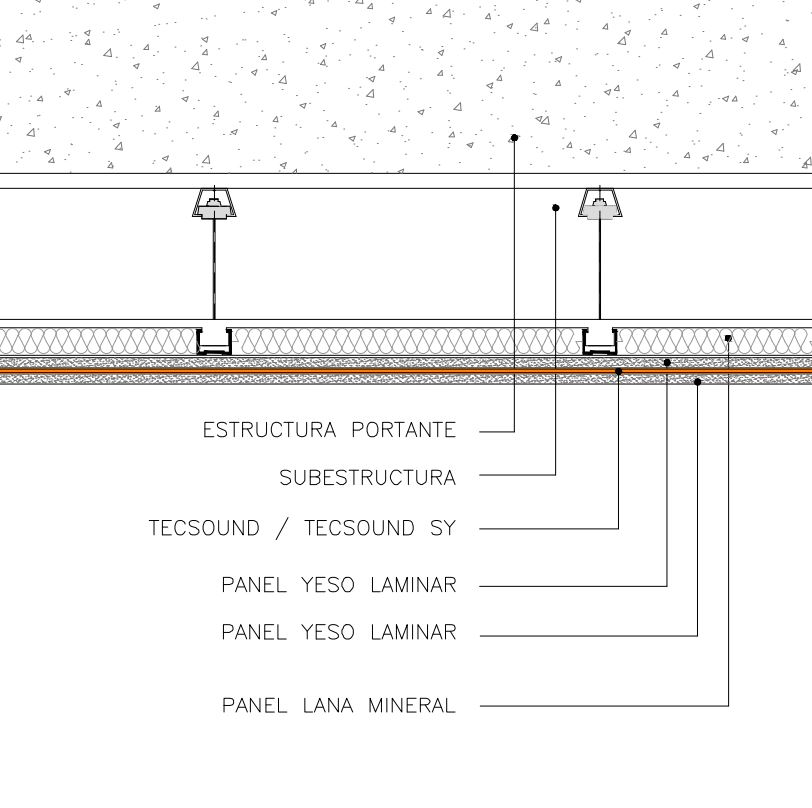 ESTRUCTURA PORTANTE
SUBESTRUCTURA
TECSOUND / TECSOUND SY
PANEL YESO LAMINAR
PANEL YESO LAMINAR
PANEL LANA MINERAL